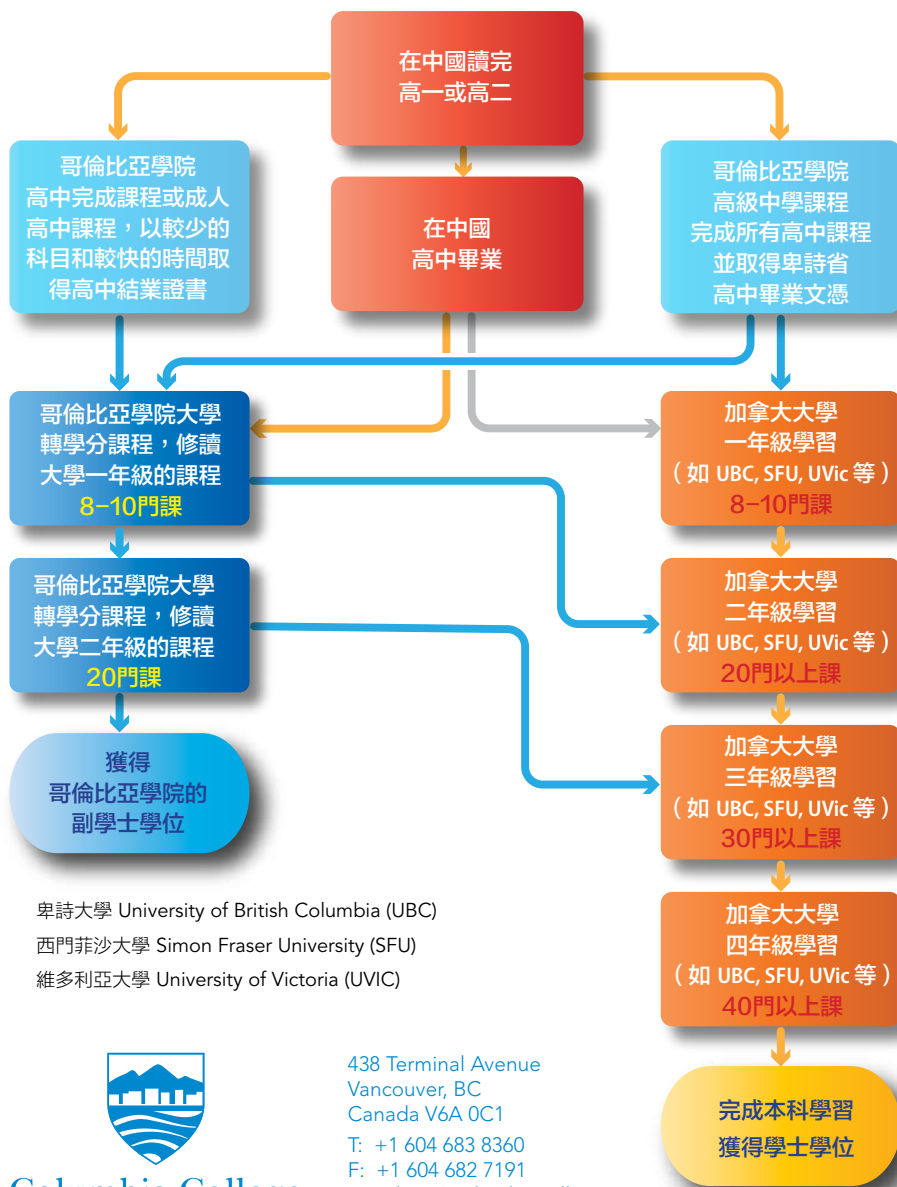 在中國讀完
高一或高二
哥倫比亞學院
高中完成課程或成人
高中課程，以較少的
科目和較快的時間取
得高中結業證書
在中國
高中畢業
哥倫比亞學院
高級中學課程
完成所有高中課程
並取得卑詩省
高中畢業文憑
哥倫比亞學院大學
轉學分課程，修讀
大學一年級的課程
8-10門課
加拿大大學
一年級學習
（如 UBC, SFU, UVic 等）
8-10門課
哥倫比亞學院大學
轉學分課程，修讀
大學二年級的課程
20門課
加拿大大學
二年級學習
（如 UBC, SFU, UVic 等）
20門以上課
獲得
哥倫比亞學院的
副學士學位
加拿大大學
三年級學習
（如 UBC, SFU, UVic 等）
30門以上課
卑詩大學 University of British Columbia (UBC)
西門菲沙大學 Simon Fraser University (SFU)
維多利亞大學 University of Victoria (UVIC)
加拿大大學
四年級學習
（如 UBC, SFU, UVic 等）
40門以上課
完成本科學習
獲得學士學位
438 Terminal Avenue
Vancouver, BC
Canada V6A 0C1
T: +1 604 683 8360
F: +1 604 682 7191
Columbia College